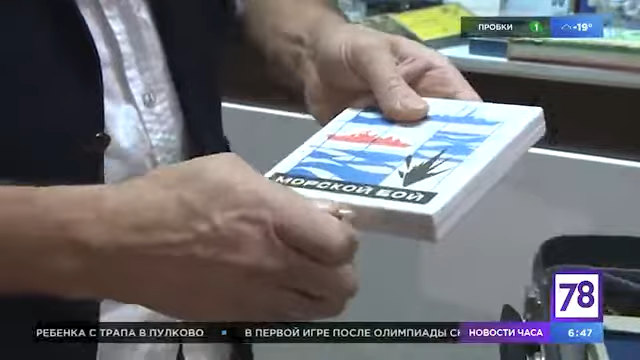 ПРОБКИ 1 -19°
МОРСКОЙ БОЙ
78
РЕБЕНКА С ТРАПА В ПУЛКОВО ▪ В ПЕРВОЙ ИГРЕ ПОСЛЕ ОЛИМПИАДЫ НОВОСТИ ЧАСА 6:47